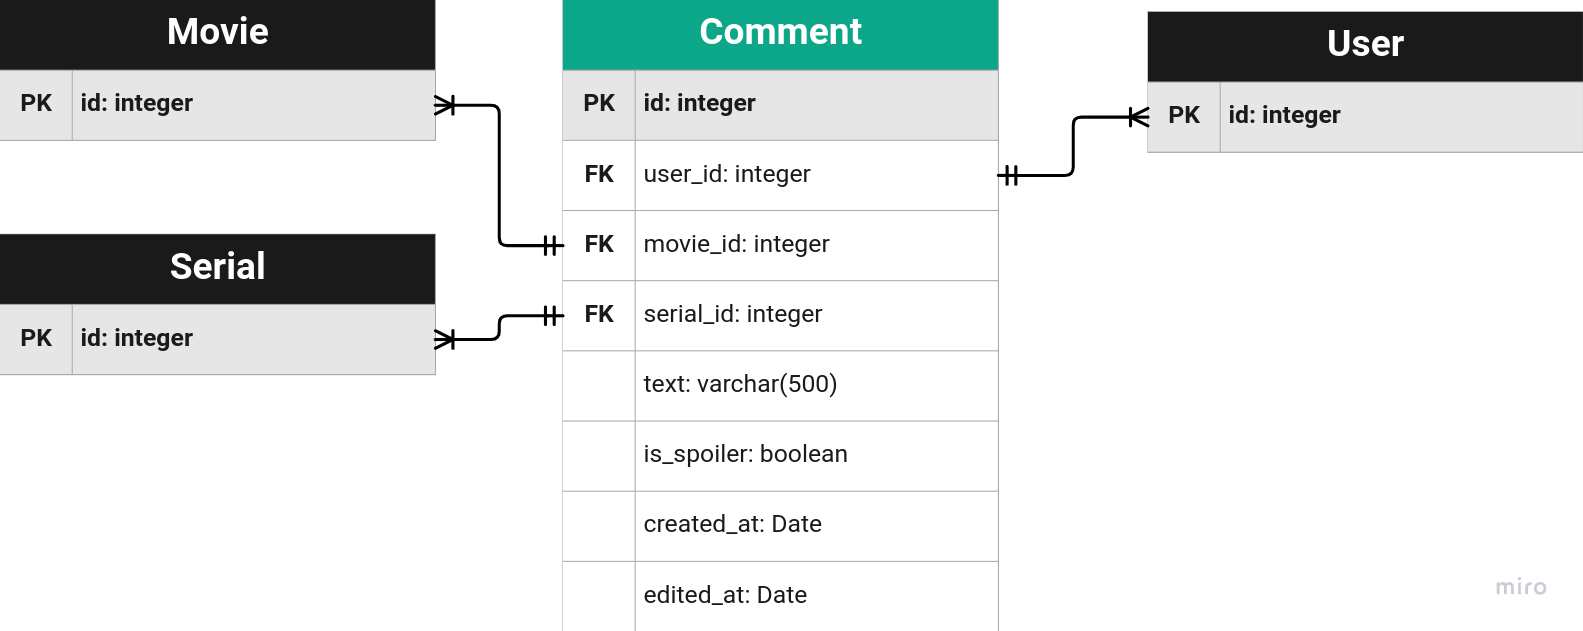 Movie
PK id: integer
Serial
PK id: integer
Comment
PK id: integer
FK user_id: integer
FK movie_id: integer
FK serial_id: integer
text: varchar(500)
is_spoiler: boolean
created_at: Date
edited_at: Date
User
PK id: integer
miro